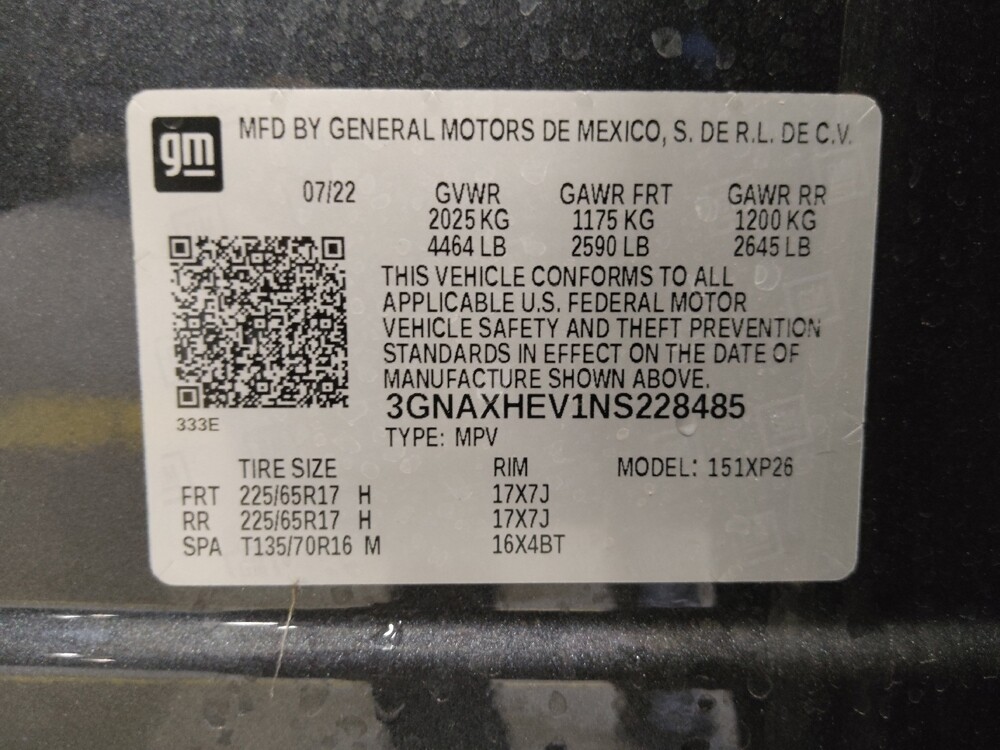 gm
MFD BY GENERAL MOTORS DE MEXICO, S. DE R.L. DE C.V.
07/22 GVWR GAWR FRT GAWR RR
2025 KG 1175 KG 1200 KG
4464 LB 2590 LB 2645 LB
THIS VEHICLE CONFORMS TO ALL
APPLICABLE U.S. FEDERAL MOTOR
VEHICLE SAFETY AND THEFT PREVENTION
STANDARDS IN EFFECT ON THE DATE OF
MANUFACTURE SHOWN ABOVE.
3GNAXHEV1NS228485
333E
TYPE: MPV
TIRE SIZE RIM MODEL: 151XP26
FRT 225/65R17 H 17X7J
RR 225/65R17 H 17X7J
SPA T135/70R16 M 16X4BT